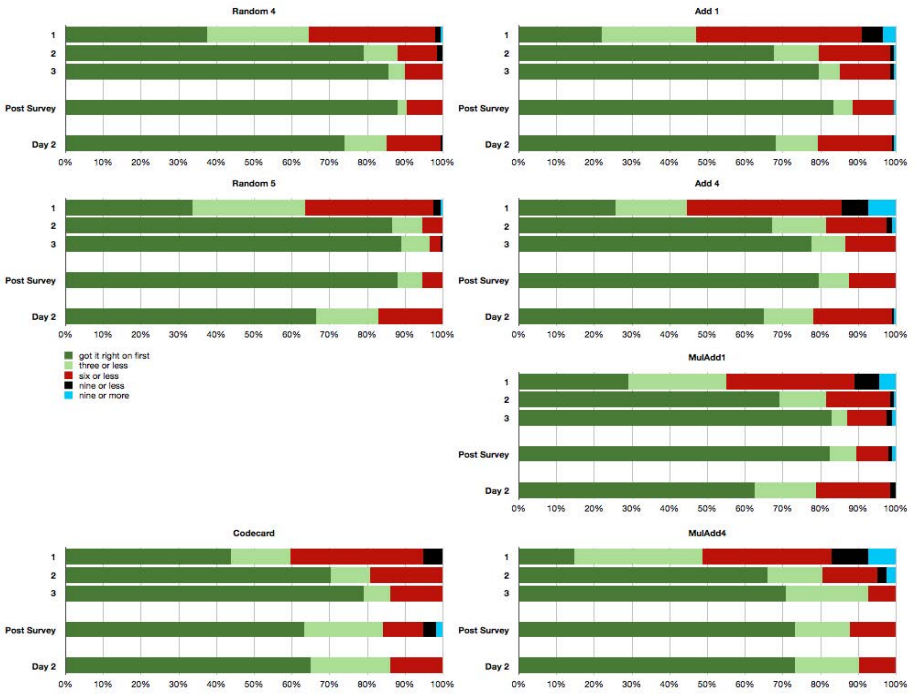 Random 4
1
2
3
Post Survey
Day 2
0% 10% 20% 30% 40% 50% 60% 70% 80% 90% 100%
Add 1
1
2
3
Post Survey
Day 2
0% 10% 20% 30% 40% 50% 60% 70% 80% 90% 100%
Random 5
1
2
3
Post Survey
Day 2
0% 10% 20% 30% 40% 50% 60% 70% 80% 90% 100%
Add 4
1
2
3
Post Survey
Day 2
0% 10% 20% 30% 40% 50% 60% 70% 80% 90% 100%
got it right on first
three or less
six or less
nine or less
nine or more
MulAdd1
1
2
3
Post Survey
Day 2
0% 10% 20% 30% 40% 50% 60% 70% 80% 90% 100%
Codecard
1
2
3
Post Survey
Day 2
0% 10% 20% 30% 40% 50% 60% 70% 80% 90% 100%
MulAdd4
1
2
3
Post Survey
Day 2
0% 10% 20% 30% 40% 50% 60% 70% 80% 90% 100%